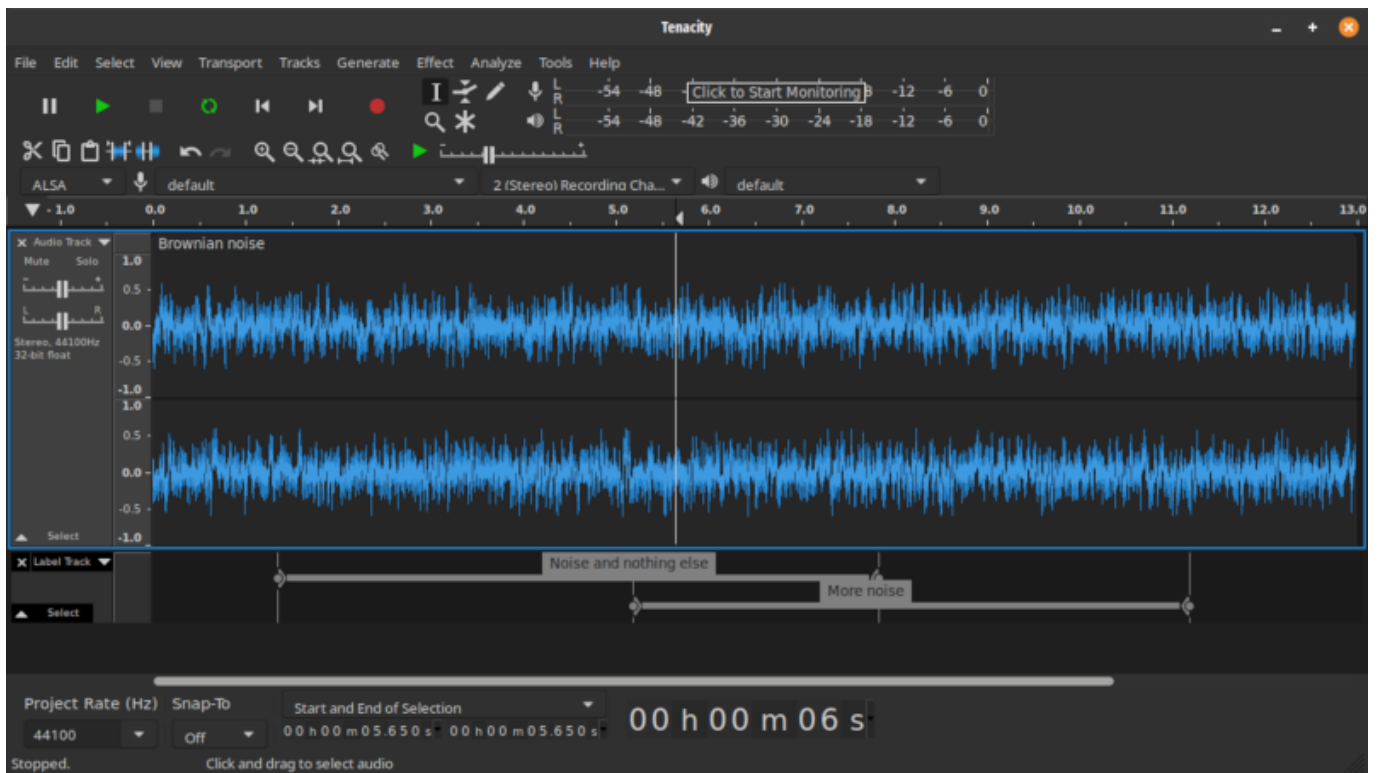 Tenacity
File Edit Select View Transport Tracks Generate Effect Analyze Tools Help
L R -54 -48 Click to Start Monitoring -12 -6 0
L R -54 -48 -42 -36 -30 -24 -18 -12 -6 0
ALSA default 2 (Stereo) Recording Cha... default
- 1.0 0.0 1.0 2.0 3.0 4.0 5.0 6.0 7.0 8.0 9.0 10.0 11.0 12.0 13.0
Audio Track Brownian noise
Mute Solo 1.0
- + 0.5
L R 0.0
Stereo, 44100Hz
32-bit float -0.5
-1.0
1.0
0.5
0.0
-0.5
Select -1.0
Label Track Noise and nothing else
More noise
Select
Project Rate (Hz) Snap-To Start and End of Selection
44100 Off 00 h 00 m 05.650 s 00 h 00 m 05.650 s 00 h 00 m 06 s
Stopped. Click and drag to select audio